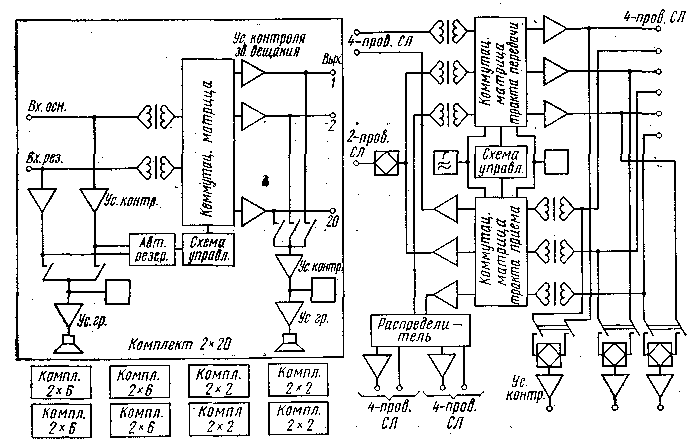 Ус. контроля
зв. вещания
Вых.
1
2
20
Вх. осн.
Вх. рез.
Коммутац. матрица
Ус. контр.
Авт.
резер.
Схема
управл.
Ус. гр.
Ус. контр.
Ус. гр.
Комплект 2×20
Компл.
2×6
Компл.
2×6
Компл.
2×2
Компл.
2×2
Компл.
2×6
Компл.
2×6
Компл.
2×2
Компл.
2×2
4-пров. СЛ
4-пров. СЛ
Коммутац.
матрица
тракта передачи
2-пров.
СЛ
Схема
управл.
Коммутац.
матрица
тракта приема
Распредели-
тель
4-пров.
СЛ
4-пров.
СЛ
Ус.
контр.